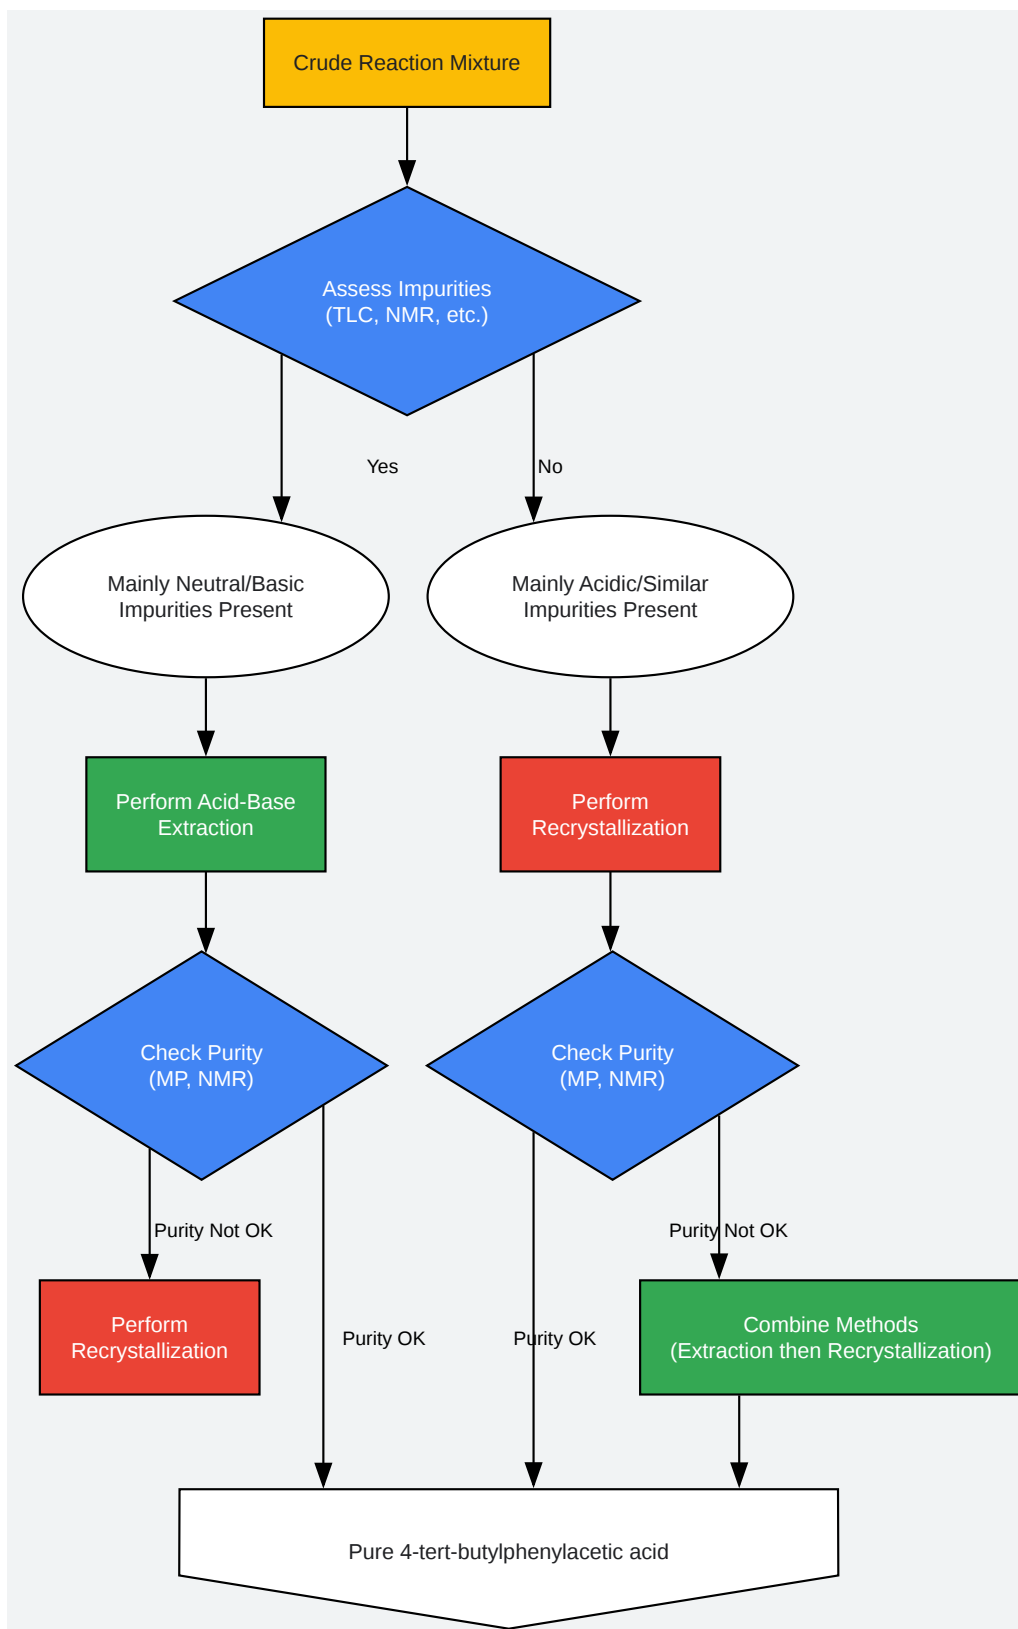 Crude Reaction Mixture
Assess Impurities
(TLC, NMR, etc.)
Yes
No
Mainly Neutral/Basic
Impurities Present
Mainly Acidic/Similar
Impurities Present
Perform Acid-Base
Extraction
Perform
Recrystallization
Check Purity
(MP, NMR)
Check Purity
(MP, NMR)
Purity Not OK
Purity Not OK
Perform
Recrystallization
Purity OK
Purity OK
Combine Methods
(Extraction then Recrystallization)
Pure 4-tert-butylphenylacetic acid